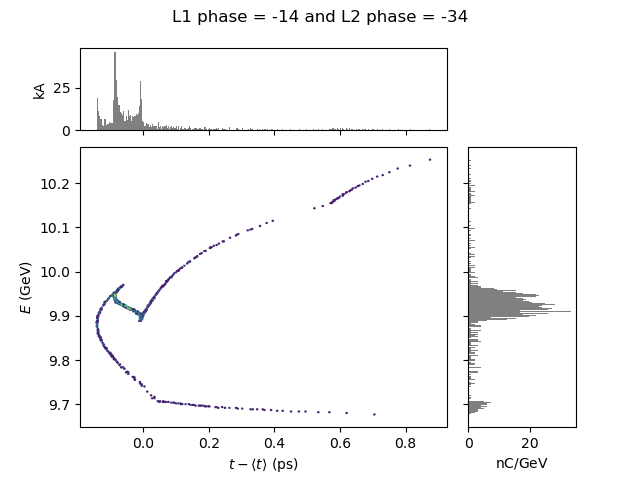 L1 phase = -14 and L2 phase = -34
kA
25
0
E (GeV)
10.2
10.1
10.0
9.9
9.8
9.7
0.0 0.2 0.4 0.6 0.8
t − ⟨t⟩ (ps)
0 20
nC/GeV